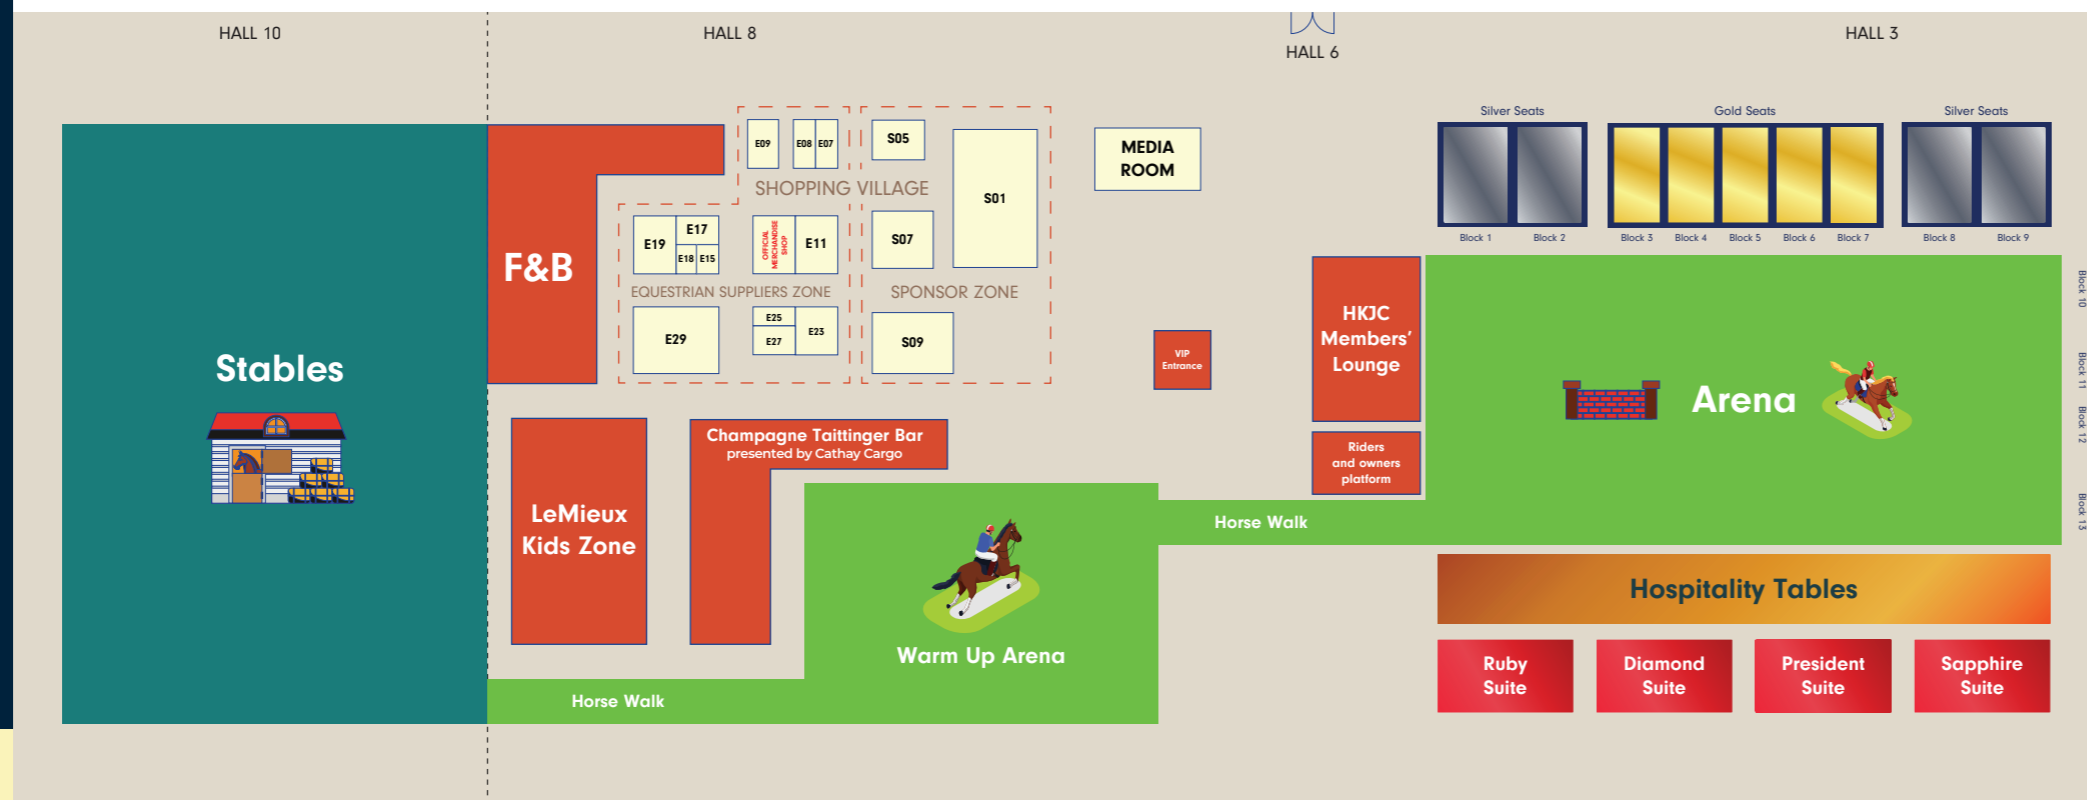 HALL 10
HALL 8
HALL 6
HALL 3
Silver Seats
Gold Seats
Silver Seats
Block 1
Block 2
Block 3
Block 4
Block 5
Block 6
Block 7
Block 8
Block 9
Block 10
Block 11
Block 12
Block 13
E09
E08
E07
S05
S01
MEDIA
ROOM
SHOPPING VILLAGE
E19
E17
E18
E15
OFFICIAL
MERCHANDISE
SHOP
E11
S07
F&B
EQUESTRIAN SUPPLIERS ZONE
SPONSOR ZONE
E29
E25
E27
E23
S09
VIP
Entrance
HKJC
Members'
Lounge
Riders
and owners
platform
Arena
Stables
LeMieux
Kids Zone
Champagne Taittinger Bar
presented by Cathay Cargo
Horse Walk
Warm Up Arena
Horse Walk
Hospitality Tables
Ruby
Suite
Diamond
Suite
President
Suite
Sapphire
Suite